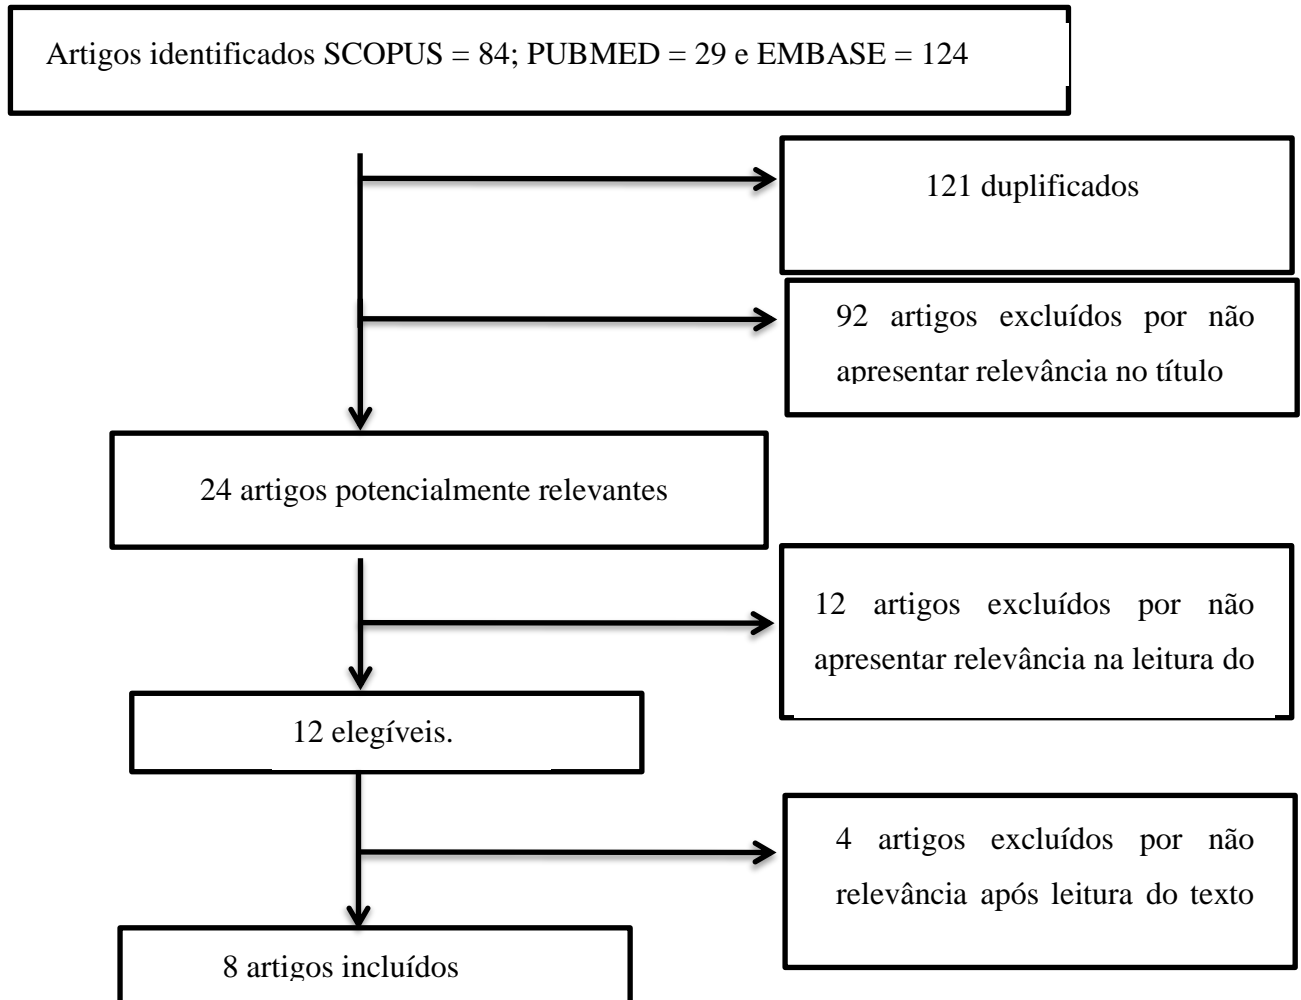 Artigos identificados SCOPUS = 84; PUBMED = 29 e EMBASE = 124
121 duplificados
92 artigos excluídos por não
apresentar relevância no título
24 artigos potencialmente relevantes
12 artigos excluídos por não
apresentar relevância na leitura do
12 elegíveis.
4 artigos excluídos por não
relevância após leitura do texto
8 artigos incluídos